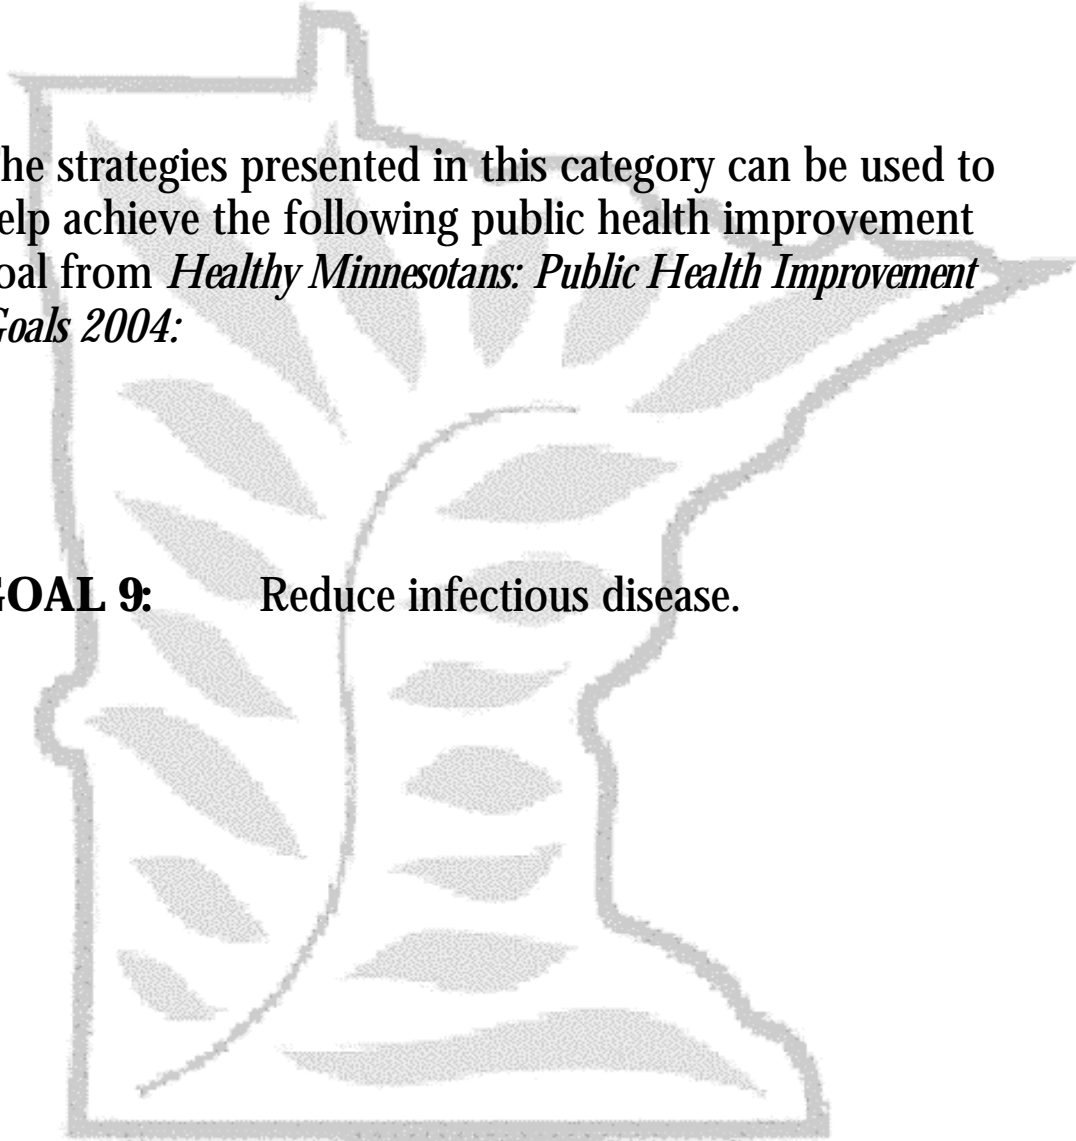 he strategies presented in this category can be used to
elp achieve the following public health improvement
oal from Healthy Minnesotans: Public Health Improvement
Goals 2004:
GOAL 9: Reduce infectious disease.